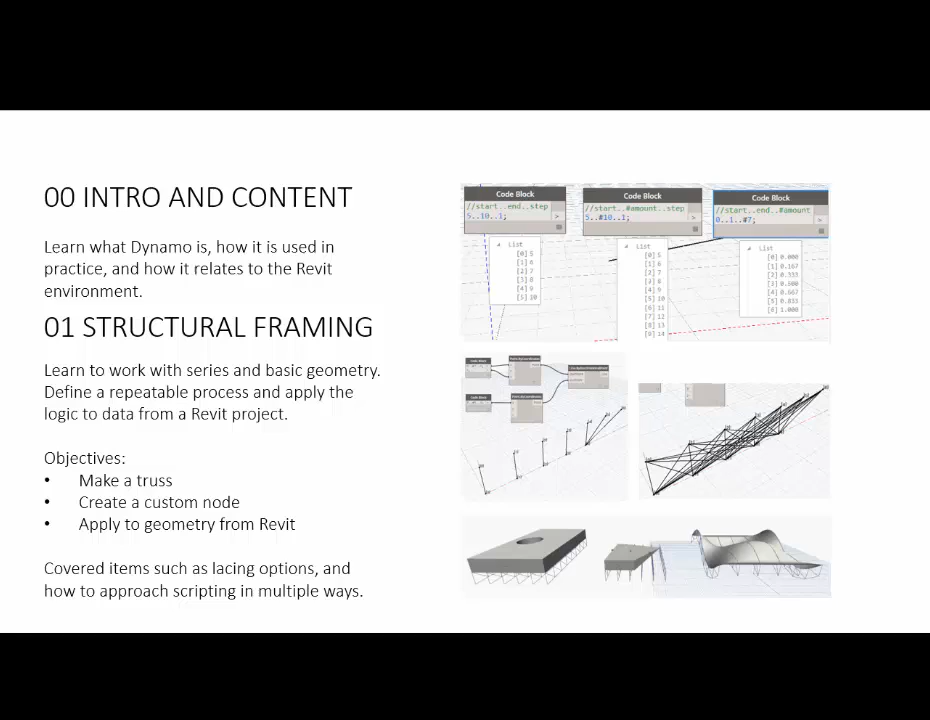 00 INTRO AND CONTENT
Learn what Dynamo is, how it is used in
practice, and how it relates to the Revit
environment.
01 STRUCTURAL FRAMING
Learn to work with series and basic geometry.
Define a repeatable process and apply the
logic to data from a Revit project.
Objectives:
• Make a truss
• Create a custom node
• Apply to geometry from Revit
Covered items such as lacing options, and
how to approach scripting in multiple ways.
Code Block
//start..end..step
5..10..1;
>
List
[0] 5
[1] 6
[2] 7
[3] 8
[4] 9
[5] 10
Code Block
//start..#amount..step
5..#10..1;
>
List
[0] 5
[1] 6
[2] 7
[3] 8
[4] 9
[5] 10
[6] 11
[7] 12
[8] 13
[9] 14
Code Block
//start..end..#amount
0..1..#7;
>
List
[0] 0.000
[1] 0.167
[2] 0.333
[3] 0.500
[4] 0.667
[5] 0.833
[6] 1.000
Code Block
Code Block